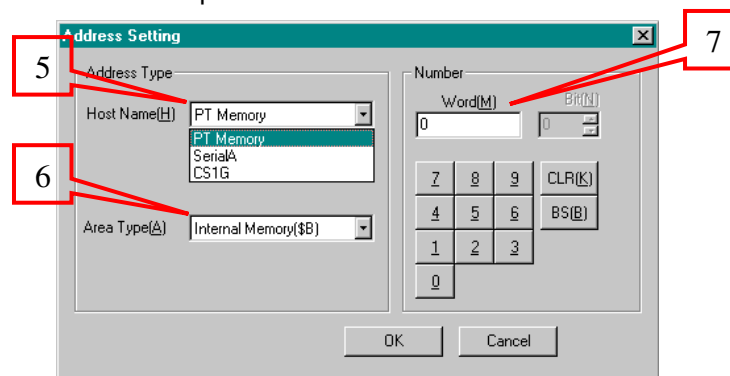 Address Setting
5
Address Type
Host Name(H)
PT Memory
PT Memory
SerialA
CS1G
6
Area Type(A)
Internal Memory($B)
7
Number
Word(M)
Bit(N)
0
0
7 8 9 CLR(K)
4 5 6 BS(B)
1 2 3
0
OK Cancel